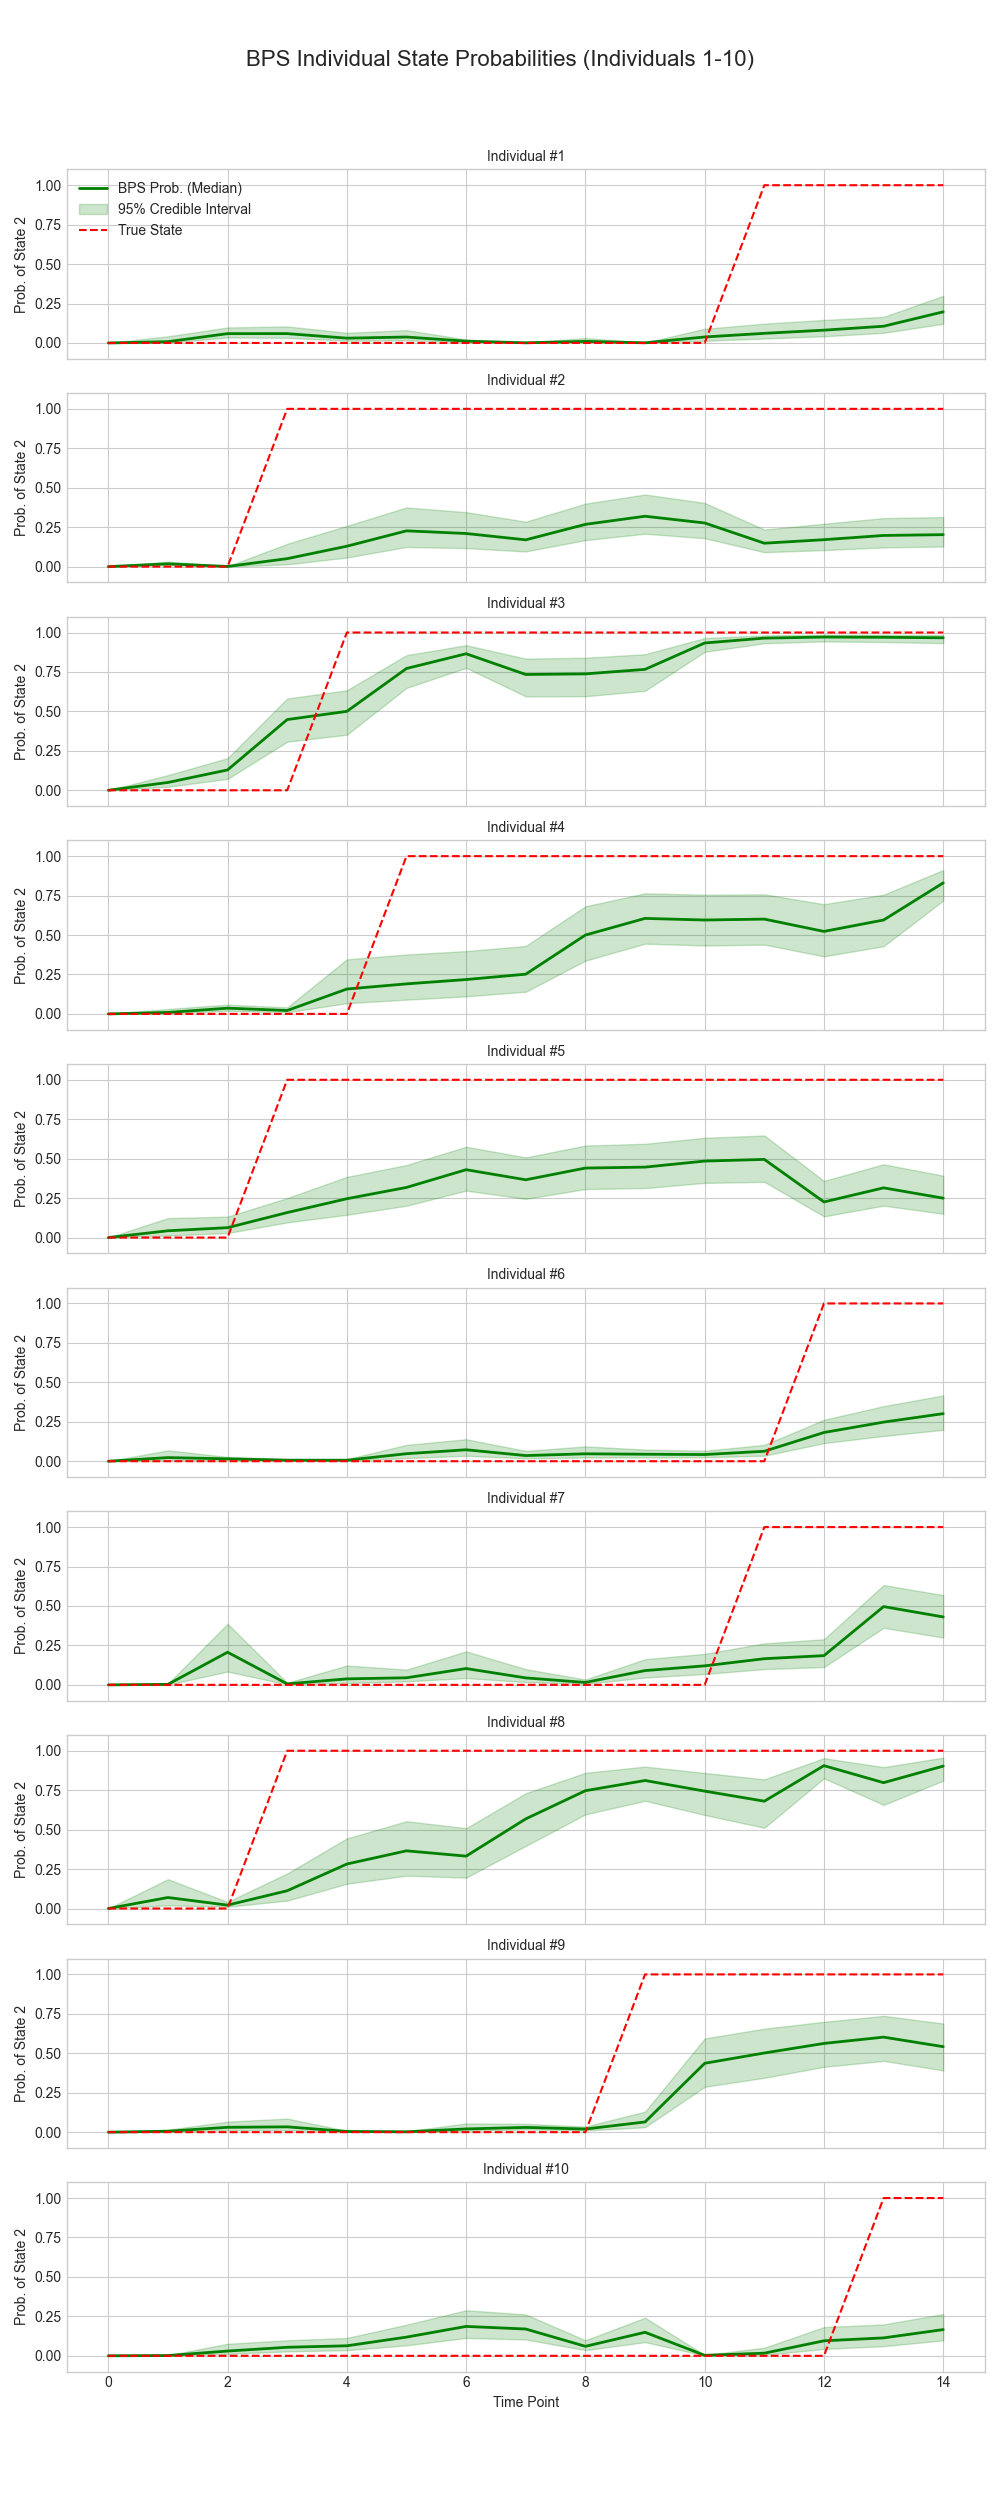 BPS Individual State Probabilities (Individuals 1-10)
Individual #1
BPS Prob. (Median)
95% Credible Interval
True State
Prob. of State 2
1.00
0.75
0.50
0.25
0.00
Individual #2
Prob. of State 2
1.00
0.75
0.50
0.25
0.00
Individual #3
Prob. of State 2
1.00
0.75
0.50
0.25
0.00
Individual #4
Prob. of State 2
1.00
0.75
0.50
0.25
0.00
Individual #5
Prob. of State 2
1.00
0.75
0.50
0.25
0.00
Individual #6
Prob. of State 2
1.00
0.75
0.50
0.25
0.00
Individual #7
Prob. of State 2
1.00
0.75
0.50
0.25
0.00
Individual #8
Prob. of State 2
1.00
0.75
0.50
0.25
0.00
Individual #9
Prob. of State 2
1.00
0.75
0.50
0.25
0.00
Individual #10
Prob. of State 2
1.00
0.75
0.50
0.25
0.00
0 2 4 6 8 10 12 14
Time Point